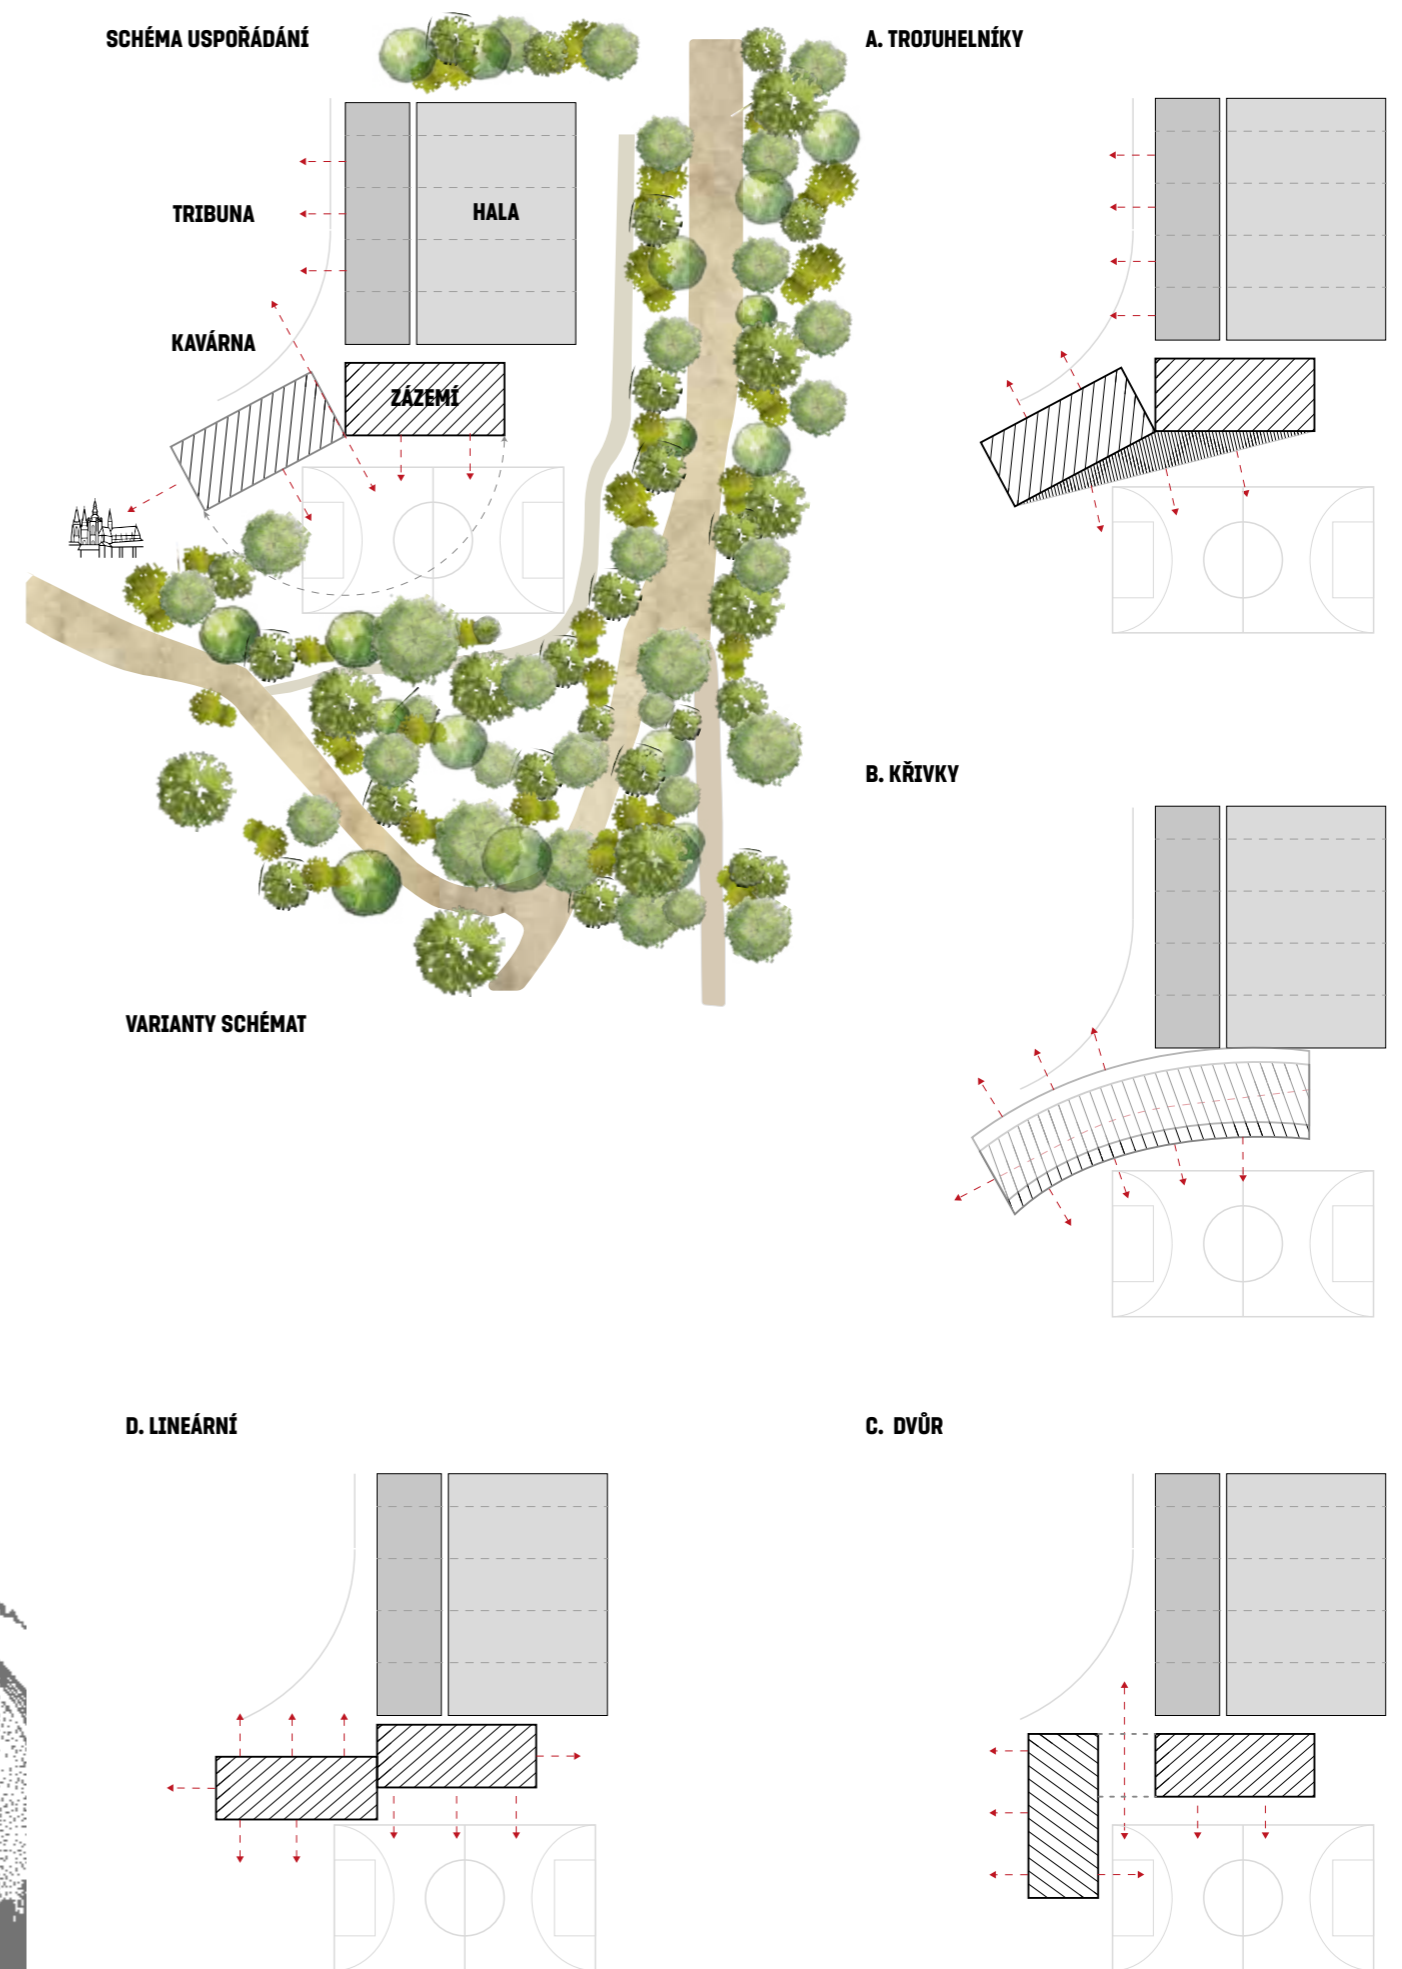 SCHÉMA USPOŘÁDÁNÍ
A. TROJUHELNÍKY
TRIBUNA
HALA
KAVÁRNA
ZÁZEMÍ
B. KŘIVKY
VARIANTY SCHÉMAT
D. LINEÁRNÍ
C. DVŮR